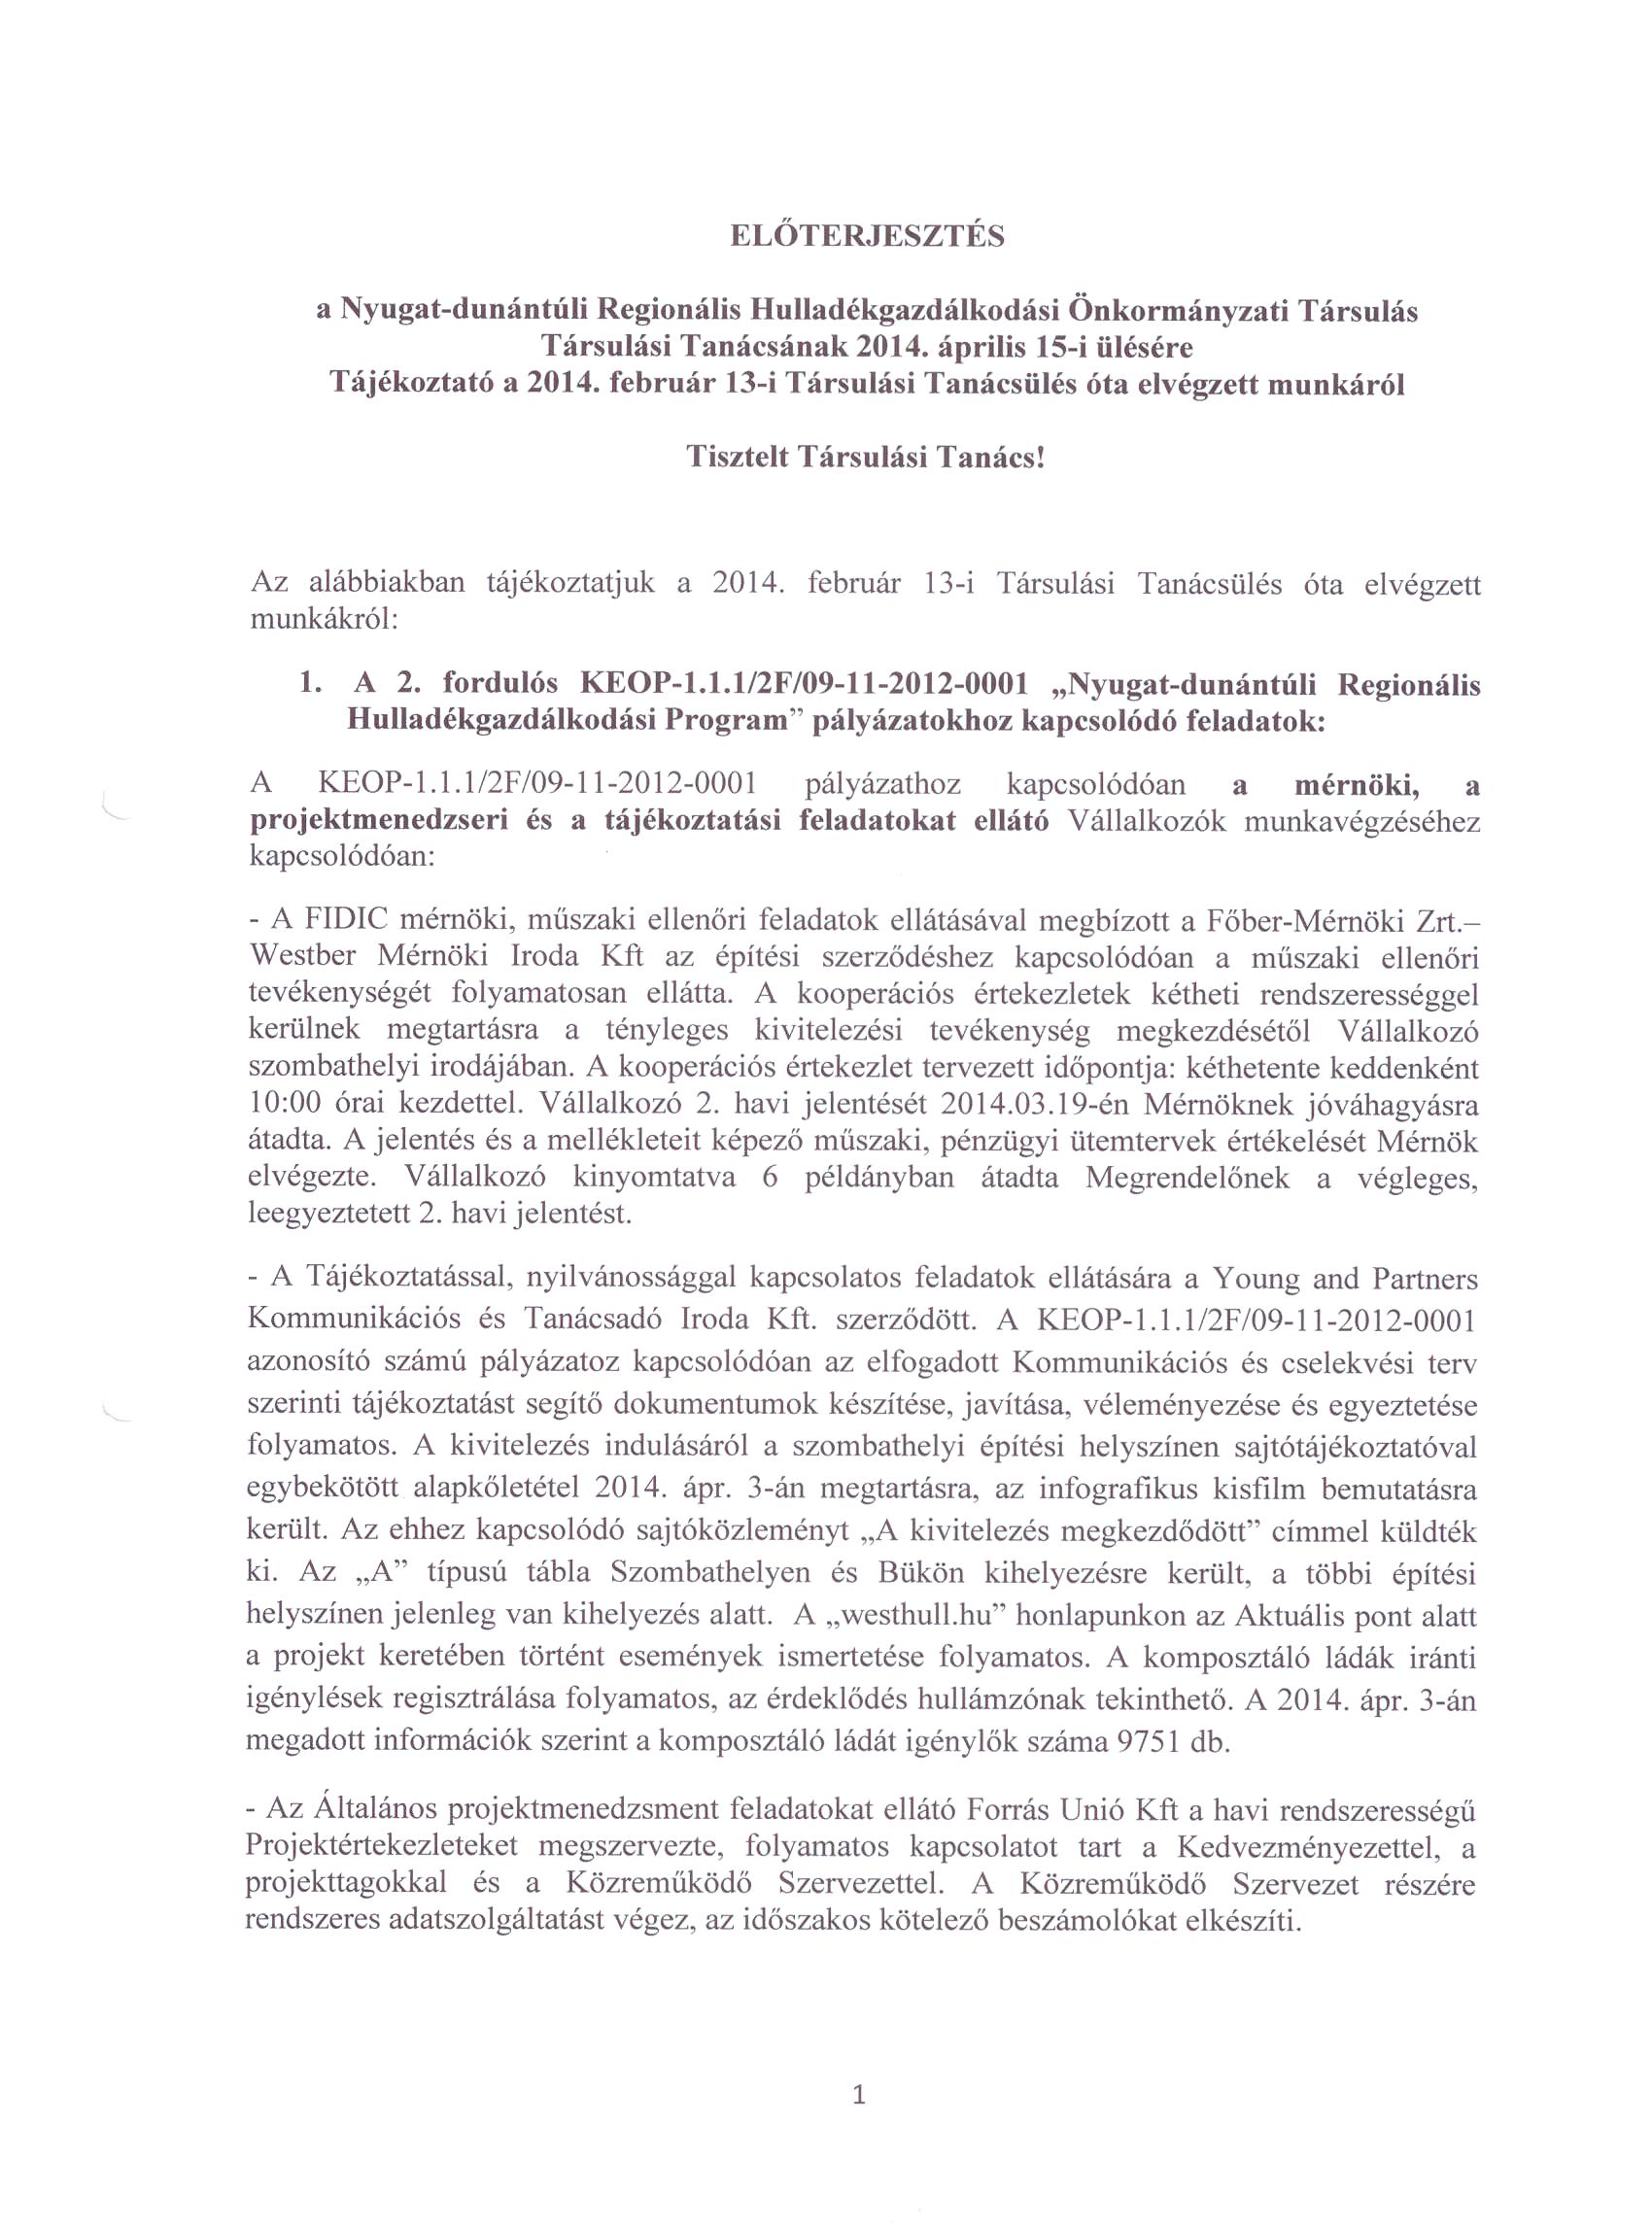 ELŐTERJESZTÉS
a Nyugat-dunántúli Regionális Hulladékgazdálkodási Önkormányzati Társulás
Társulási Tanácsának 2014. április 15-i ülésére
Tájékoztató a 2014. február 13-i Társulási Tanácsülés óta elvégzett munkáról
Tisztelt Társulási Tanács!
Az alábbiakban tájékoztatjuk a 2014. február 13-i Társulási Tanácsülés óta elvégzett
munkákról:
1. A 2. fordulós KEOP-1.1.1/2F/09-11-2012-0001 „Nyugat-dunántúli Regionális
Hulladékgazdálkodási Program” pályázatokhoz kapcsolódó feladatok:
A KEOP-1.1.1/2F/09-11-2012-0001 pályázathoz kapcsolódóan a mérnöki, a
projektmenedzseri és a tájékoztatási feladatokat ellátó Vállalkozók munkavégzéséhez
kapcsolódóan:
- A FIDIC mérnöki, műszaki ellenőri feladatok ellátásával megbízott a Főber-Mérnöki Zrt.–
Westber Mérnöki Iroda Kft az építési szerződéshez kapcsolódóan a műszaki ellenőri
tevékenységét folyamatosan ellátta. A kooperációs értekezletek kétheti rendszerességgel
kerülnek megtartásra a tényleges kivitelezési tevékenység megkezdésétől Vállalkozó
szombathelyi irodájában. A kooperációs értekezlet tervezett időpontja: kéthetente keddenként
10:00 órai kezdettel. Vállalkozó 2. havi jelentését 2014.03.19-én Mérnöknek jóváhagyásra
átadta. A jelentés és a mellékleteit képező műszaki, pénzügyi ütemtervek értékelését Mérnök
elvégezte. Vállalkozó kinyomtatva 6 példányban átadta Megrendelőnek a végleges,
leegyeztetett 2. havi jelentést.
- A Tájékoztatással, nyilvánossággal kapcsolatos feladatok ellátására a Young and Partners
Kommunikációs és Tanácsadó Iroda Kft. szerződött. A KEOP-1.1.1/2F/09-11-2012-0001
azonosító számú pályázatoz kapcsolódóan az elfogadott Kommunikációs és cselekvési terv
szerinti tájékoztatást segítő dokumentumok készítése, javítása, véleményezése és egyeztetése
folyamatos. A kivitelezés indulásáról a szombathelyi építési helyszínen sajtótájékoztatóval
egybekötött alapkőletétel 2014. ápr. 3-án megtartásra, az infografikus kisfilm bemutatásra
került. Az ehhez kapcsolódó sajtóközleményt „A kivitelezés megkezdődött” címmel küldték
ki. Az „A” típusú tábla Szombathelyen és Bükön kihelyezésre került, a többi építési
helyszínen jelenleg van kihelyezés alatt. A „westhull.hu” honlapunkon az Aktuális pont alatt
a projekt keretében történt események ismertetése folyamatos. A komposztáló ládák iránti
igénylések regisztrálása folyamatos, az érdeklődés hullámzónak tekinthető. A 2014. ápr. 3-án
megadott információk szerint a komposztáló ládát igénylők száma 9751 db.
- Az Általános projektmenedzsment feladatokat ellátó Forrás Unió Kft a havi rendszerességű
Projektértekezleteket megszervezte, folyamatos kapcsolatot tart a Kedvezményezettel, a
projekttagokkal és a Közreműködő Szervezettel. A Közreműködő Szervezet részére
rendszeres adatszolgáltatást végez, az időszakos kötelező beszámolókat elkészíti.
1